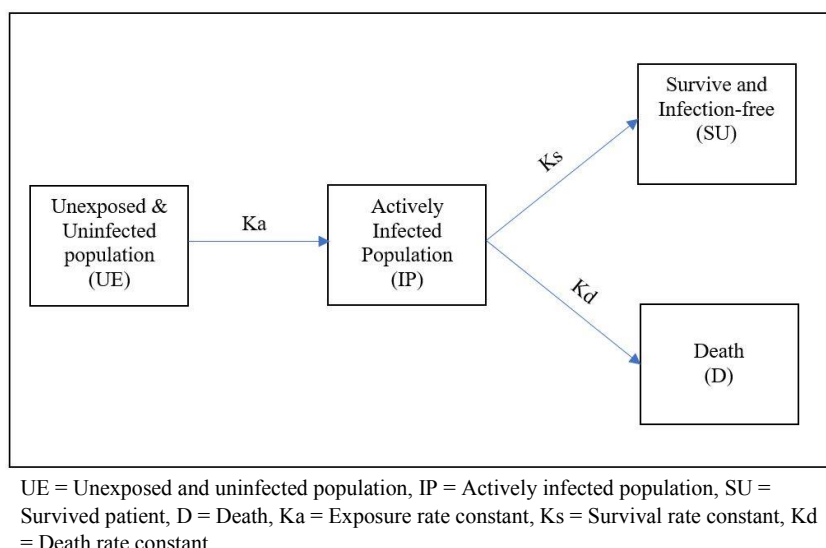 Survive and
Infection-free
(SU)
Ks
Unexposed &
Uninfected
population
(UE)
Ka
Actively
Infected
Population
(IP)
Kd
Death
(D)
UE = Unexposed and uninfected population, IP = Actively infected population, SU =
Survived patient, D = Death, Ka = Exposure rate constant, Ks = Survival rate constant, Kd
= Death rate constant